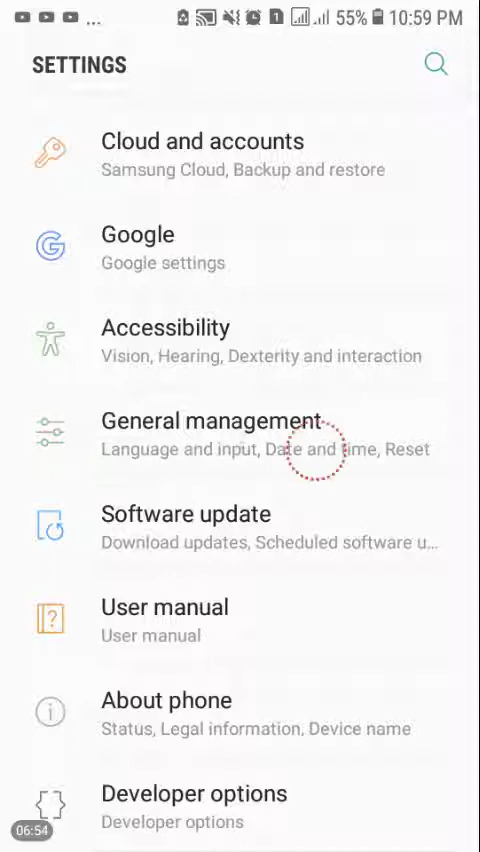 ... 1 55% 10:59 PM
SETTINGS
Cloud and accounts
Samsung Cloud, Backup and restore
Google
Google settings
Accessibility
Vision, Hearing, Dexterity and interaction
General management
Language and input, Date and time, Reset
Software update
Download updates, Scheduled software u...
User manual
User manual
About phone
Status, Legal information, Device name
Developer options
Developer options
06:54